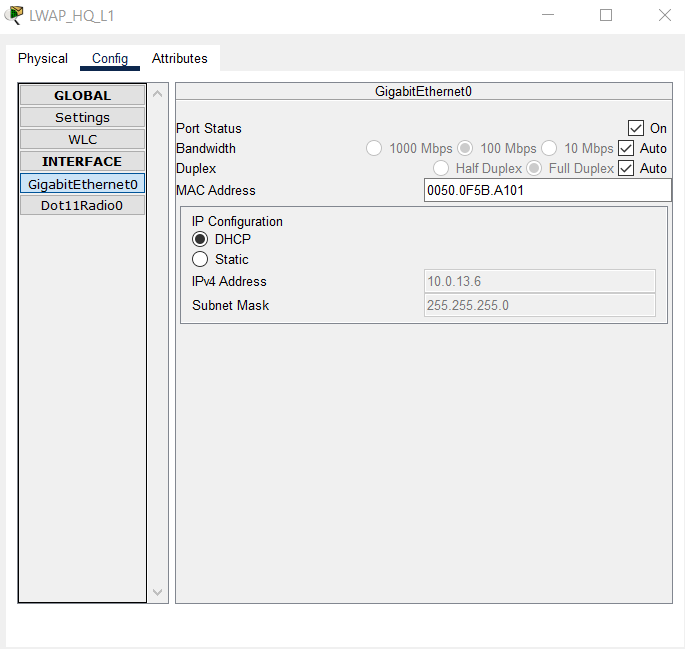 LWAP_HQ_L1
Physical Config Attributes
GLOBAL
Settings
WLC
INTERFACE
GigabitEthernet0
Dot11Radio0
GigabitEthernet0
Port Status On
Bandwidth 1000 Mbps 100 Mbps 10 Mbps Auto
Duplex Half Duplex Full Duplex Auto
MAC Address 0050.0F5B.A101
IP Configuration
DHCP
Static
IPv4 Address 10.0.13.6
Subnet Mask 255.255.255.0